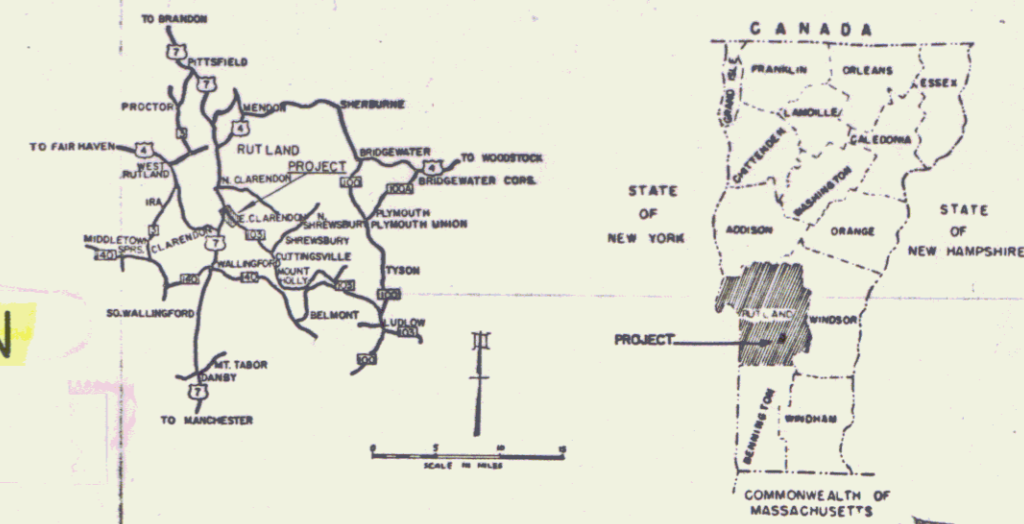 TO BRANDON
7
PITTSFIELD
7
PROCTOR
3
MENDON
4
SHERBURNE
TO FAIR HAVEN
4
WEST
RUTLAND
RUTLAND
PROJECT
BRIDGEWATER
4
TO WOODSTOCK
BRIDGEWATER CORS.
100
100A
N. CLARENDON
IRA
3
E. CLARENDON
N.
SHREWSBURY
PLYMOUTH
PLYMOUTH UNION
103
SHREWSBURY
CLARENDON
7
MIDDLETOWN
SPRS.
140
CUTTINGSVILLE
WALLINGFORD
140
140
MOUNT
HOLLY
103
TYSON
100
SO. WALLINGFORD
BELMONT
LUDLOW
103
100
MT. TABOR
DANBY
7
TO MANCHESTER
0 5 10 15
SCALE IN MILES
CANADA
GRAND ISLE
FRANKLIN
ORLEANS
ESSEX
LAMOILLE
CHITTENDEN
CALEDONIA
WASHINGTON
STATE
OF
NEW YORK
ADDISON
ORANGE
STATE
OF
NEW HAMPSHIRE
RUTLAND
WINDSOR
PROJECT
BENNINGTON
WINDHAM
COMMONWEALTH OF
MASSACHUSETTS
N